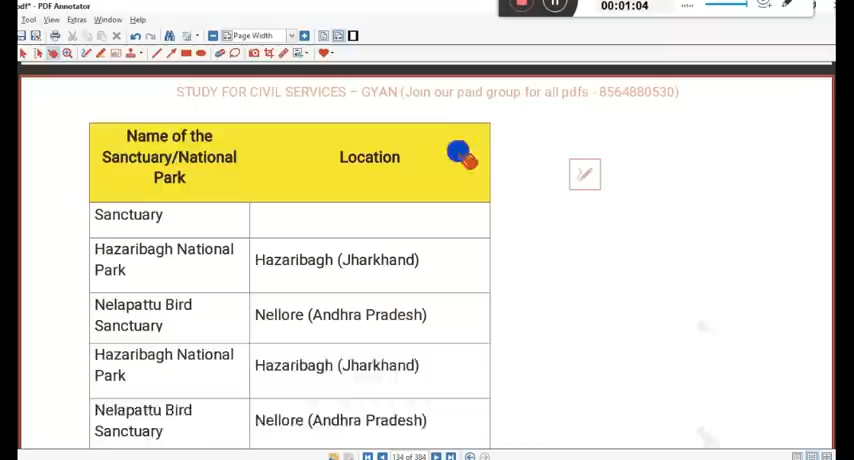 pdf* - PDF Annotator
00:01:04
Tool View Extras Window Help
Page Width
STUDY FOR CIVIL SERVICES – GYAN (Join our paid group for all pdfs - 8564880530)
Name of the
Sanctuary/National
Park
Location
Sanctuary
Hazaribagh National
Park
Hazaribagh (Jharkhand)
Nelapattu Bird
Sanctuary
Nellore (Andhra Pradesh)
Hazaribagh National
Park
Hazaribagh (Jharkhand)
Nelapattu Bird
Sanctuary
Nellore (Andhra Pradesh)
134 of 384